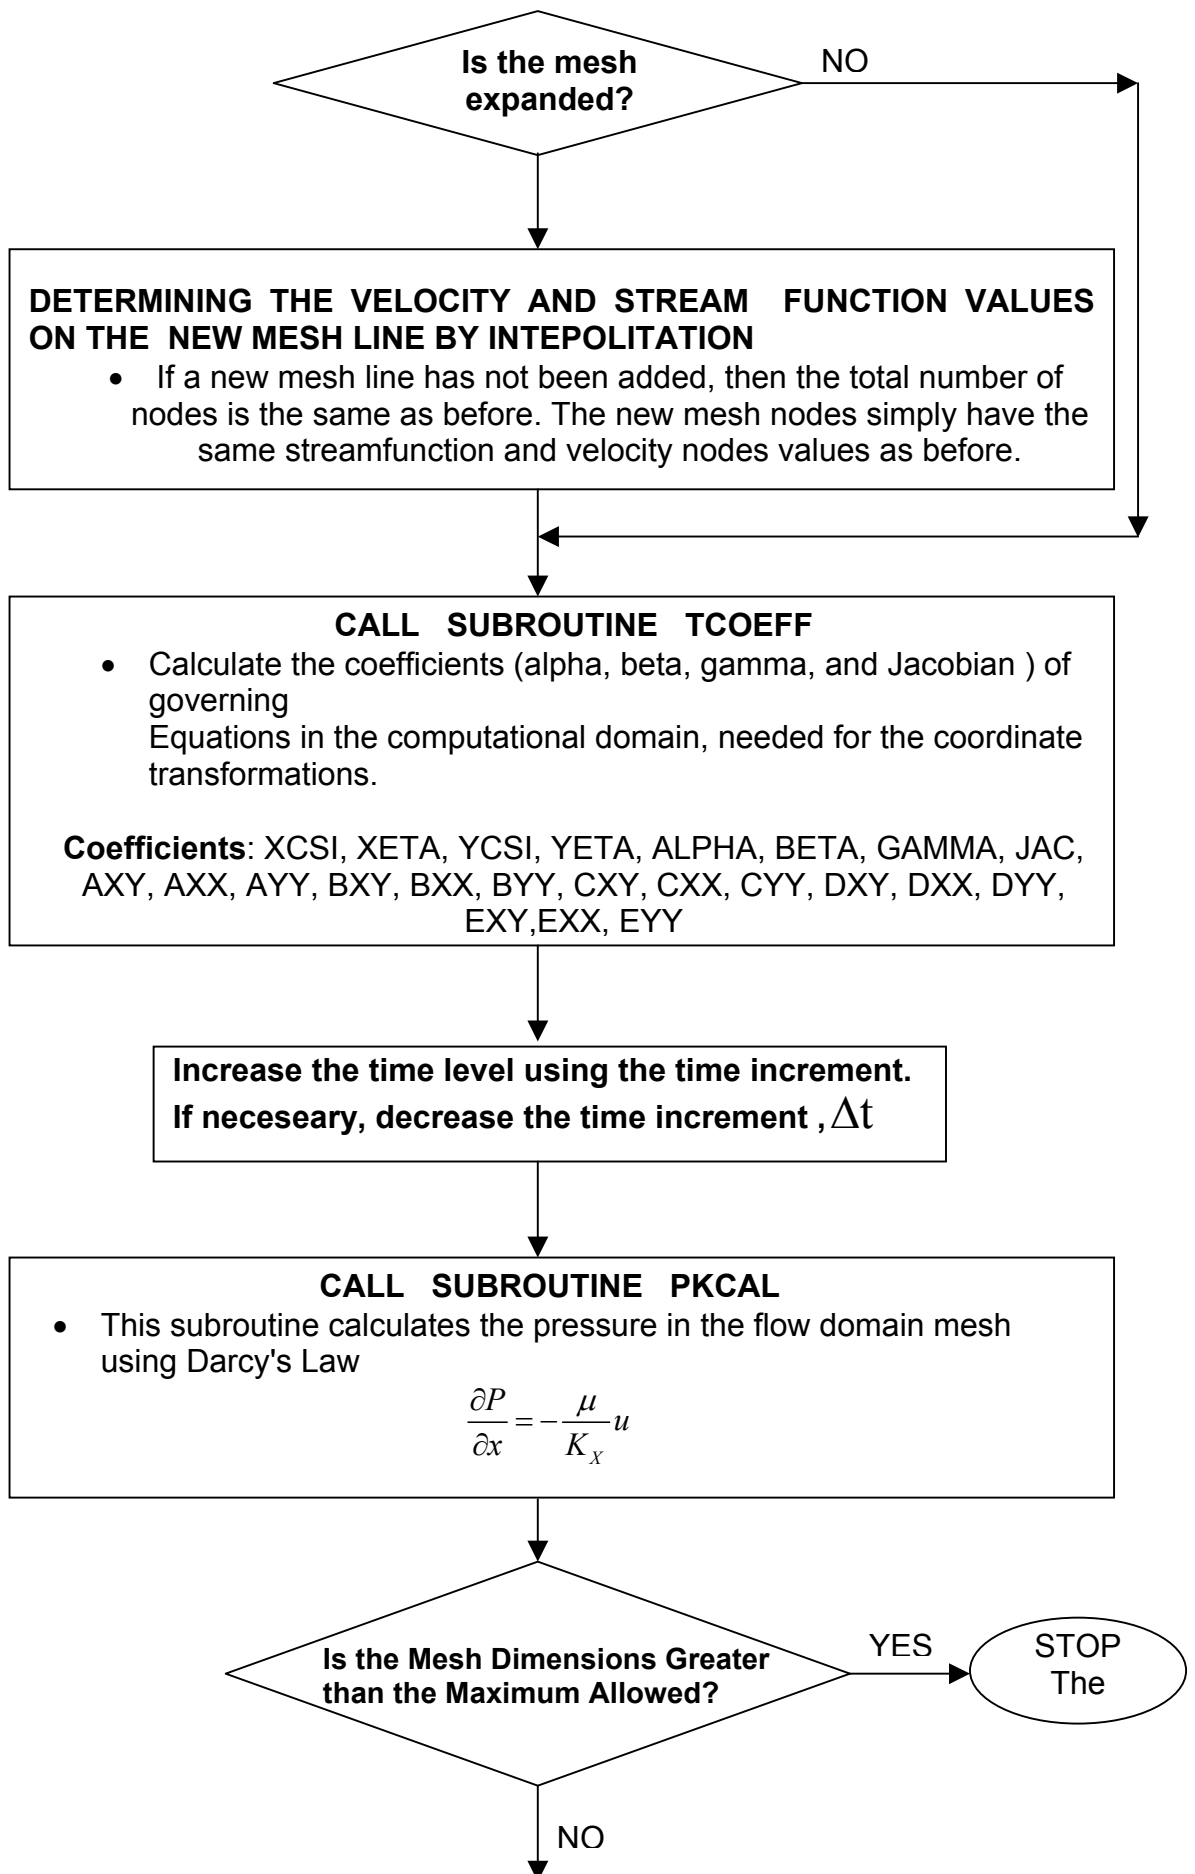 Is the mesh
expanded?
NO
DETERMINING THE VELOCITY AND STREAM FUNCTION VALUES
ON THE NEW MESH LINE BY INTEPOLITATION
• If a new mesh line has not been added, then the total number of
nodes is the same as before. The new mesh nodes simply have the
same streamfunction and velocity nodes values as before.
CALL SUBROUTINE TCOEFF
• Calculate the coefficients (alpha, beta, gamma, and Jacobian ) of
governing
Equations in the computational domain, needed for the coordinate
transformations.
Coefficients: XCSI, XETA, YCSI, YETA, ALPHA, BETA, GAMMA, JAC,
AXY, AXX, AYY, BXY, BXX, BYY, CXY, CXX, CYY, DXY, DXX, DYY,
EXY,EXX, EYY
Increase the time level using the time increment.
If neceseary, decrease the time increment , Δt
CALL SUBROUTINE PKCAL
• This subroutine calculates the pressure in the flow domain mesh
using Darcy's Law
∂P/∂x = − μ/K_X u
Is the Mesh Dimensions Greater
than the Maximum Allowed?
YES
STOP
The
NO